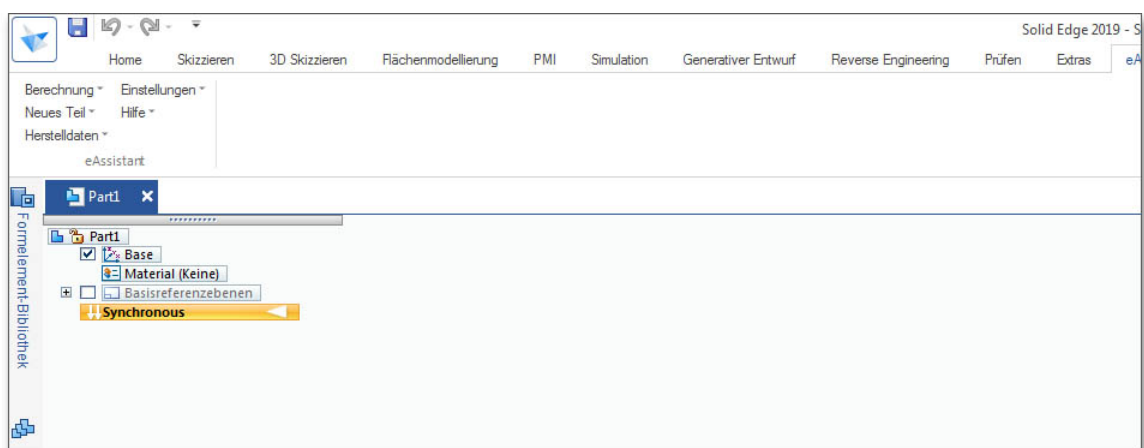 Solid Edge 2019 - S
Home Skizzieren 3D Skizzieren Flächenmodellierung PMI Simulation Generativer Entwurf Reverse Engineering Prüfen Extras eA
Berechnung Einstellungen
Neues Teil Hilfe
Herstelldaten
eAssistant
Part1
Formelement-Bibliothek
Part1
Base
Material (Keine)
Basisreferenzebenen
Synchronous